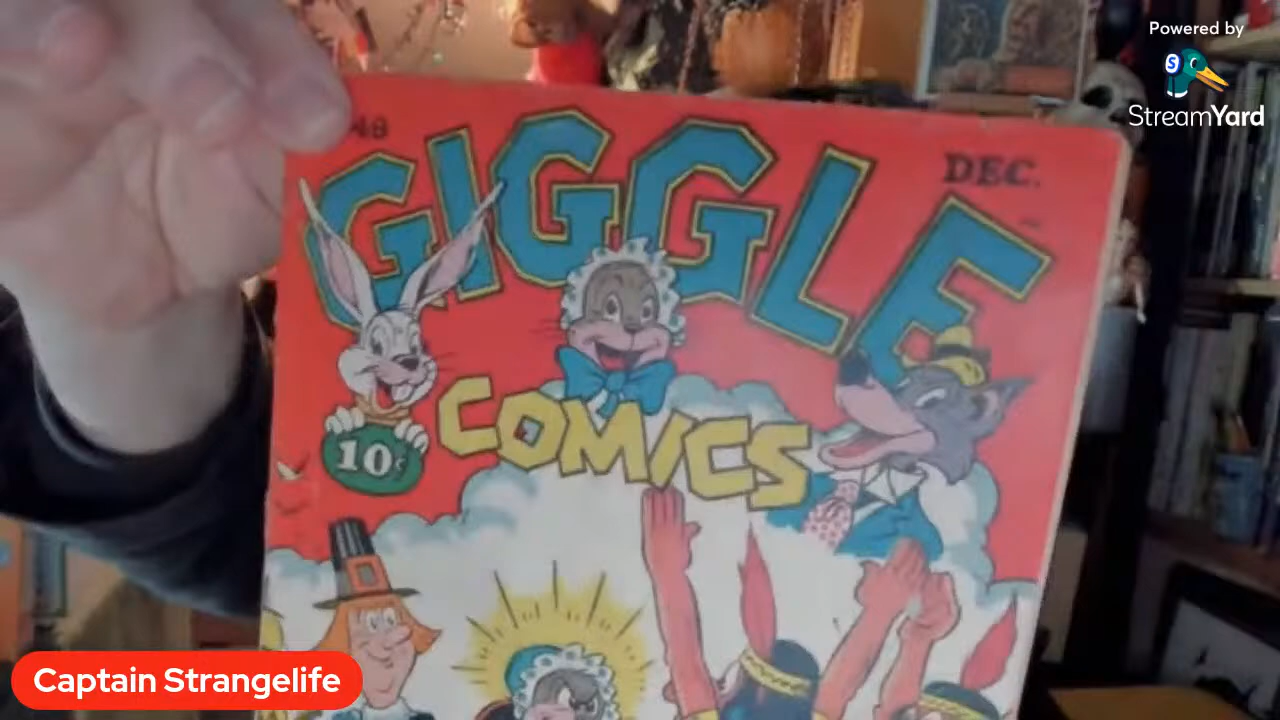 Powered by
StreamYard
48
DEC.
GIGGLE
COMICS
10¢
Captain Strangelife